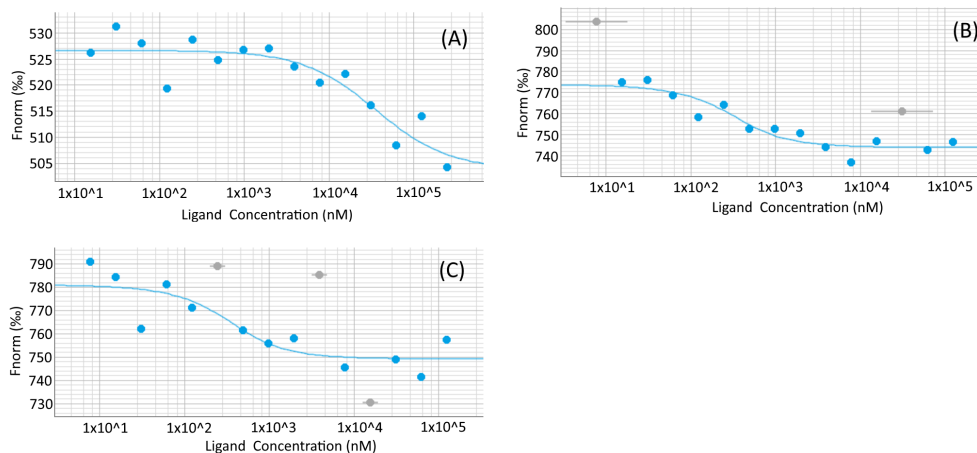 (A)
Fnorm (‰)
530
525
520
515
510
505
1x10^1 1x10^2 1x10^3 1x10^4 1x10^5
Ligand Concentration (nM)
(B)
Fnorm (‰)
800
780
770
760
750
740
1x10^1 1x10^2 1x10^3 1x10^4 1x10^5
Ligand Concentration (nM)
(C)
Fnorm (‰)
790
780
770
760
750
740
730
1x10^1 1x10^2 1x10^3 1x10^4 1x10^5
Ligand Concentration (nM)